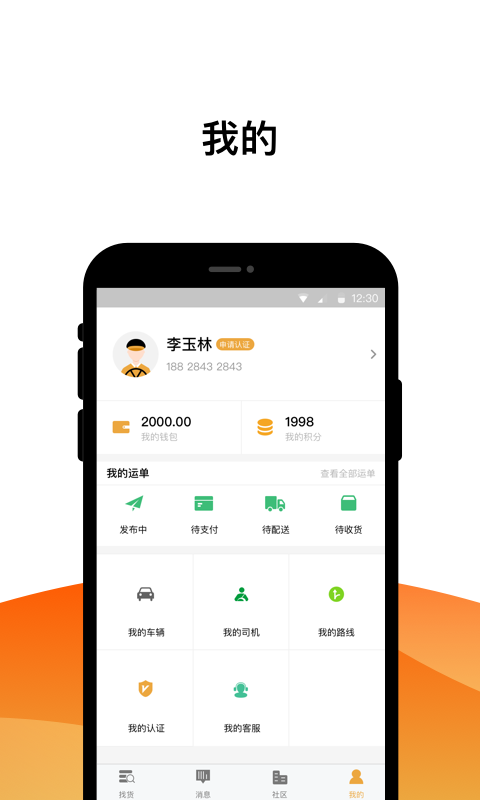 我的
12:30
李玉林 申请认证
188 2843 2843
2000.00 1998
我的钱包 我的积分
我的运单 查看全部运单
发布中 待支付 待配送 待收货
我的车辆 我的司机 我的路线
我的认证 我的客服
找货 消息 社区 我的